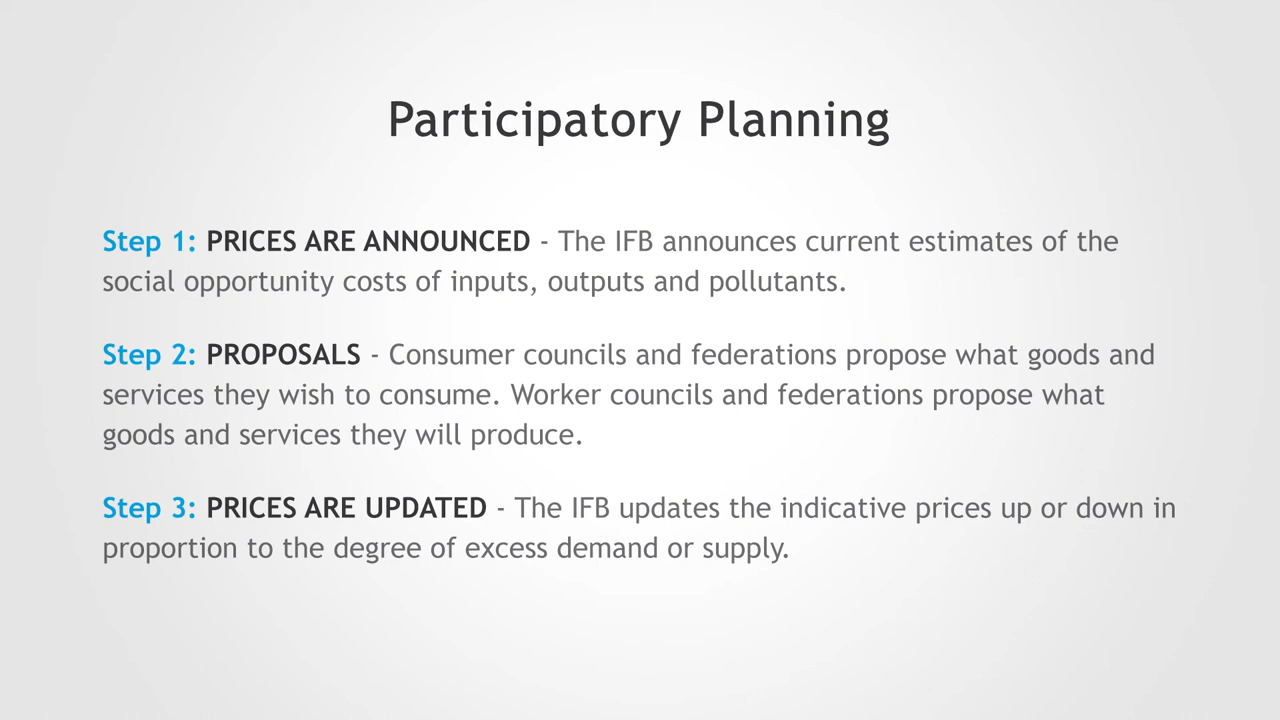 Participatory Planning
Step 1: PRICES ARE ANNOUNCED - The IFB announces current estimates of the
social opportunity costs of inputs, outputs and pollutants.
Step 2: PROPOSALS - Consumer councils and federations propose what goods and
services they wish to consume. Worker councils and federations propose what
goods and services they will produce.
Step 3: PRICES ARE UPDATED - The IFB updates the indicative prices up or down in
proportion to the degree of excess demand or supply.